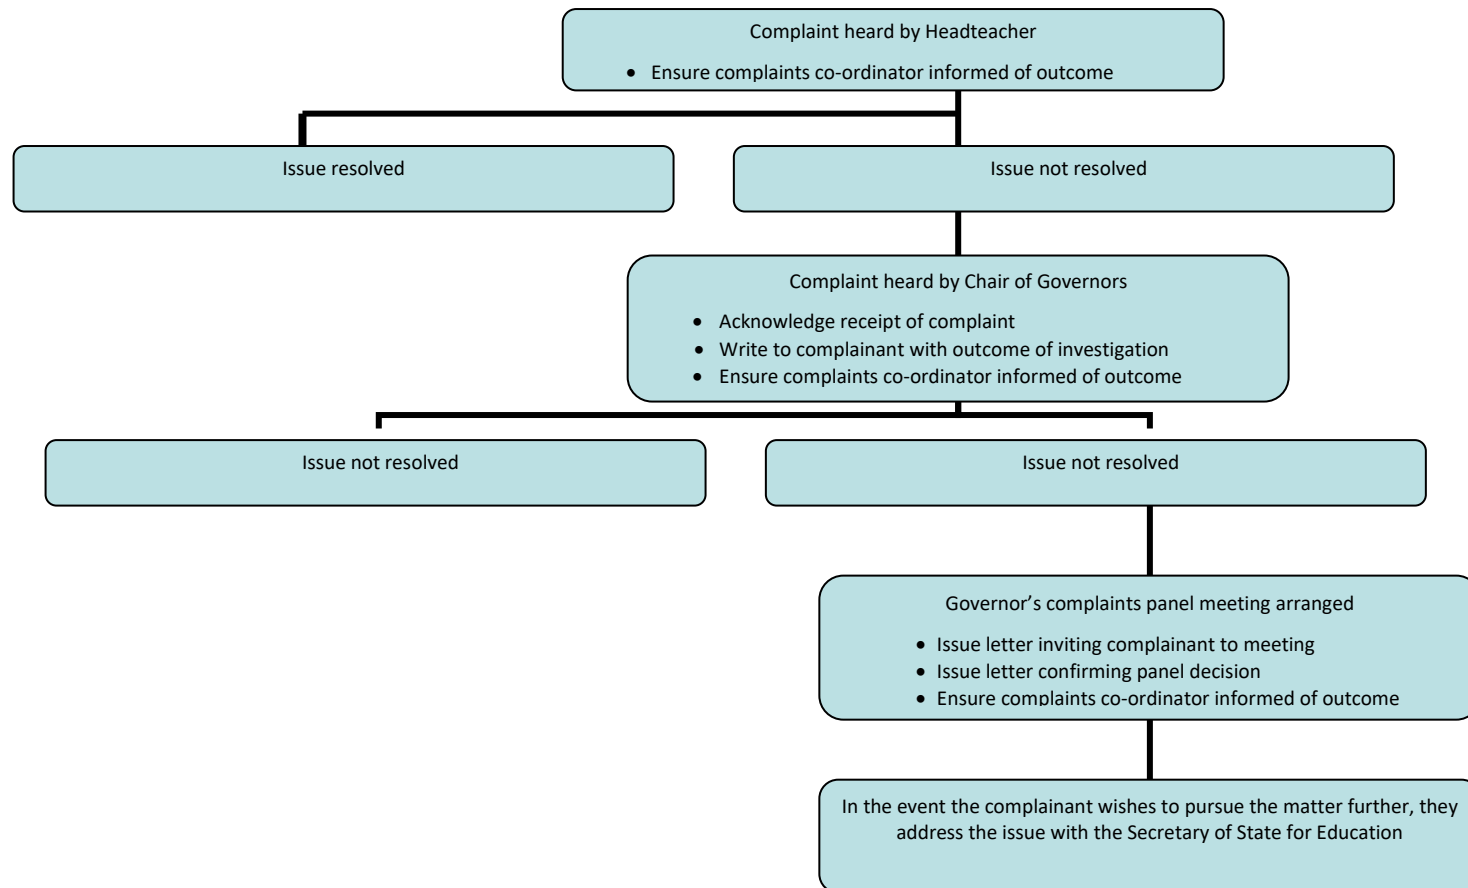 Complaint heard by Headteacher
• Ensure complaints co-ordinator informed of outcome
Issue resolved
Issue not resolved
Complaint heard by Chair of Governors
• Acknowledge receipt of complaint
• Write to complainant with outcome of investigation
• Ensure complaints co-ordinator informed of outcome
Issue not resolved
Issue not resolved
Governor’s complaints panel meeting arranged
• Issue letter inviting complainant to meeting
• Issue letter confirming panel decision
• Ensure complaints co-ordinator informed of outcome
In the event the complainant wishes to pursue the matter further, they
address the issue with the Secretary of State for Education